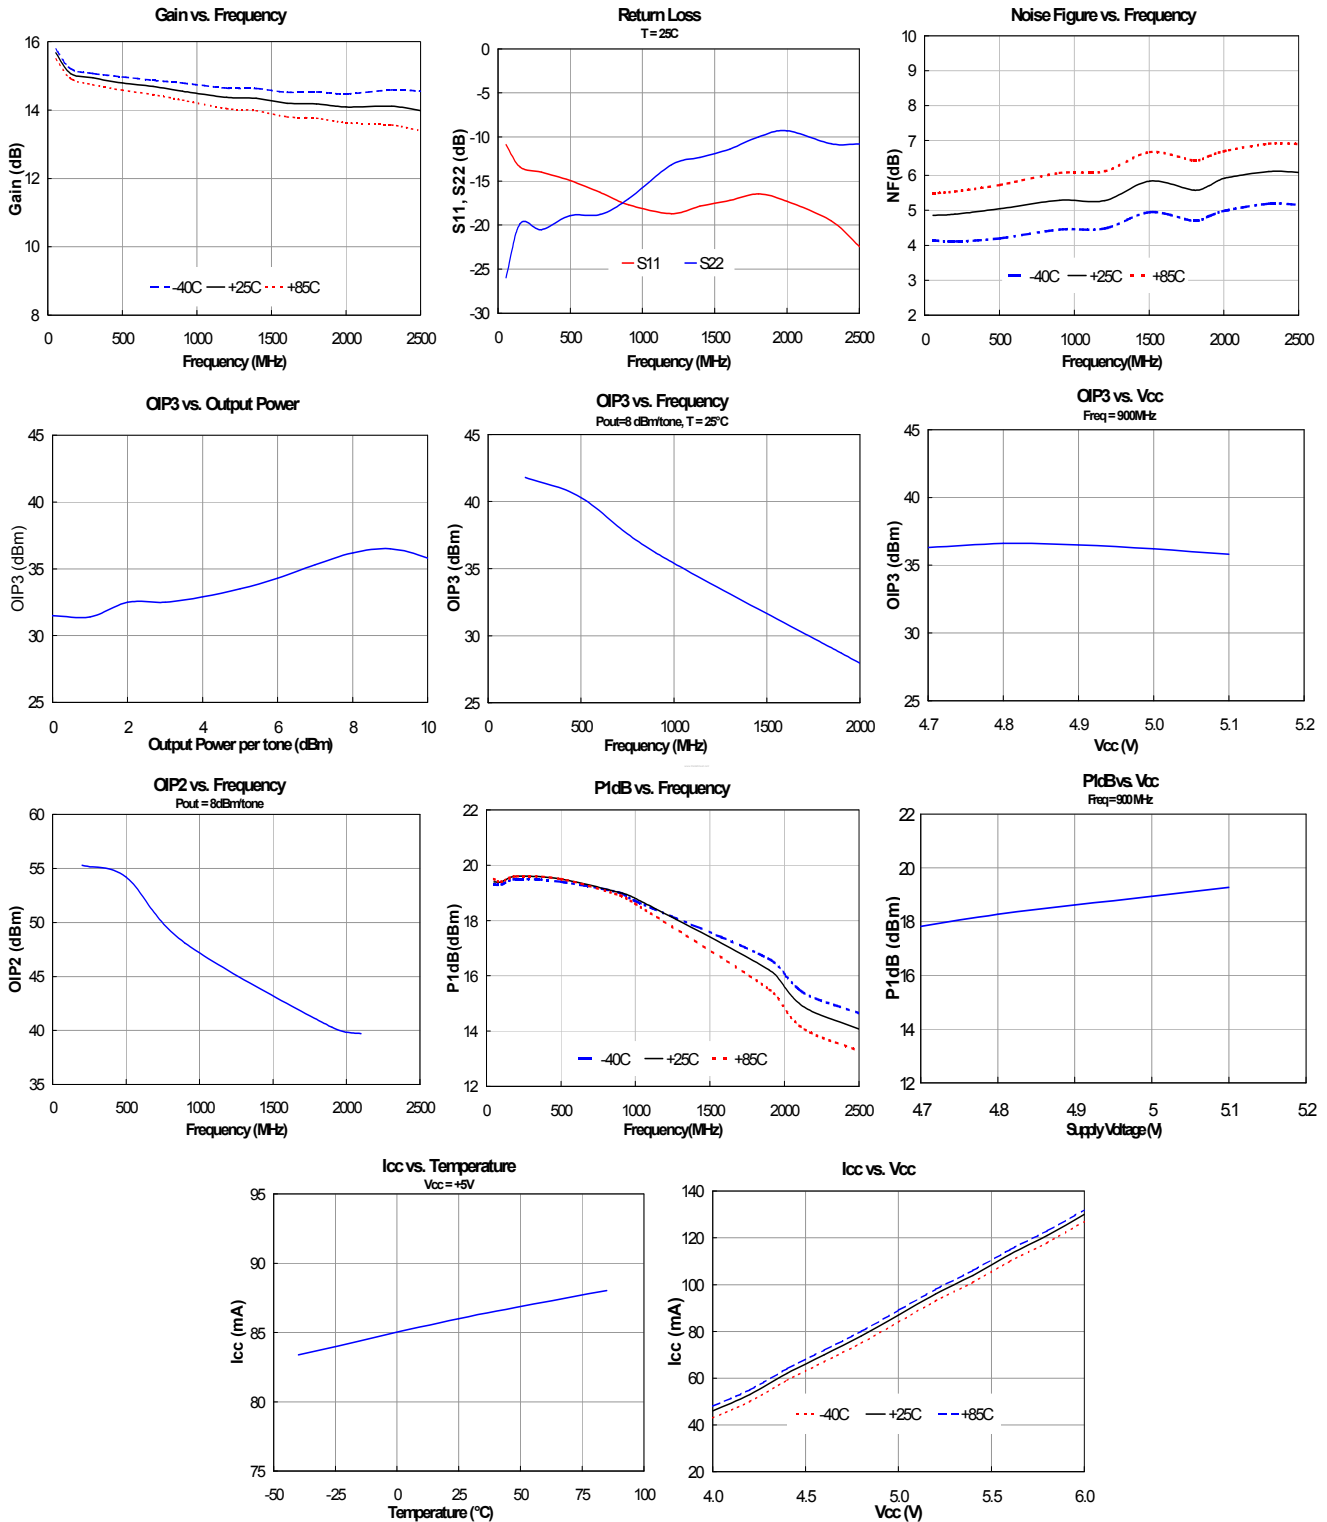 Gain vs. Frequency
16
14
12
10
8
Gain (dB)
-40C
+25C
+85C
0 500 1000 1500 2000 2500
Frequency (MHz)
Return Loss
T = 25C
0
-5
-10
-15
-20
-25
-30
S11, S22 (dB)
S11
S22
0 500 1000 1500 2000 2500
Frequency (MHz)
Noise Figure vs. Frequency
10
9
8
7
6
5
4
3
2
NF(dB)
-40C
+25C
+85C
0 500 1000 1500 2000 2500
Frequency(MHz)
OIP3 vs. Output Power
45
40
35
30
25
OIP3 (dBm)
0 2 4 6 8 10
Output Power per tone (dBm)
OIP3 vs. Frequency
Pout=8 dBm/tone, T = 25°C
45
40
35
30
25
OIP3 (dBm)
0 500 1000 1500 2000
Frequency (MHz)
OIP3 vs. Vcc
Freq = 900MHz
45
40
35
30
25
OIP3 (dBm)
4.7 4.8 4.9 5.0 5.1 5.2
Vcc (V)
OIP2 vs. Frequency
Pout = 8dBm/tone
60
55
50
45
40
35
OIP2 (dBm)
0 500 1000 1500 2000 2500
Frequency (MHz)
P1dB vs. Frequency
22
20
18
16
14
12
P1dB(dBm)
-40C
+25C
+85C
0 500 1000 1500 2000 2500
Frequency(MHz)
P1dB vs. Vcc
Freq = 900 MHz
22
20
18
16
14
12
P1dB (dBm)
4.7 4.8 4.9 5 5.1 5.2
Supply Voltage (V)
Icc vs. Temperature
Vcc = +5V
95
90
85
80
75
Icc (mA)
-50 -25 0 25 50 75 100
Temperature (°C)
Icc vs. Vcc
140
120
100
80
60
40
20
Icc (mA)
-40C
+25C
+85C
4.0 4.5 5.0 5.5 6.0
Vcc (V)